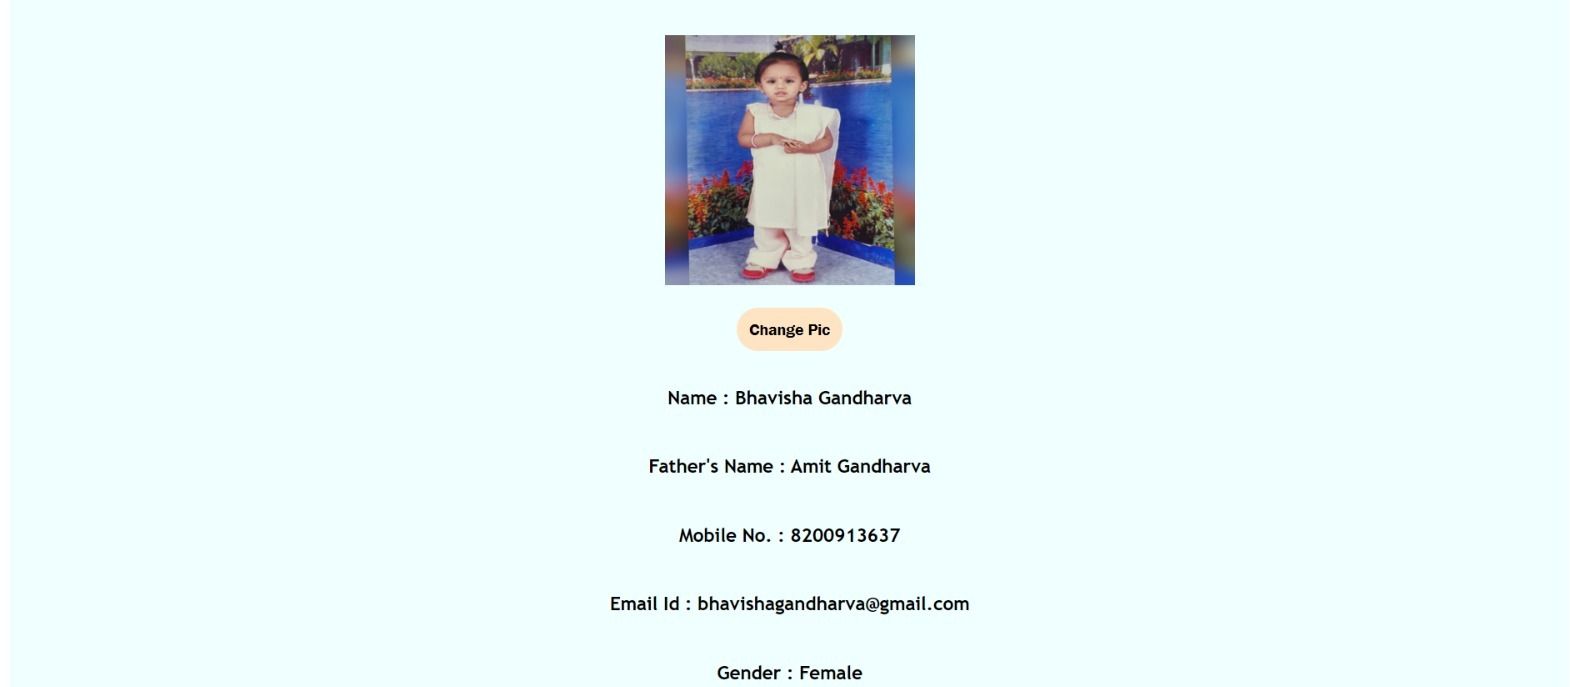 Change Pic
Name : Bhavisha Gandharva
Father's Name : Amit Gandharva
Mobile No. : 8200913637
Email Id : bhavishagandharva@gmail.com
Gender : Female